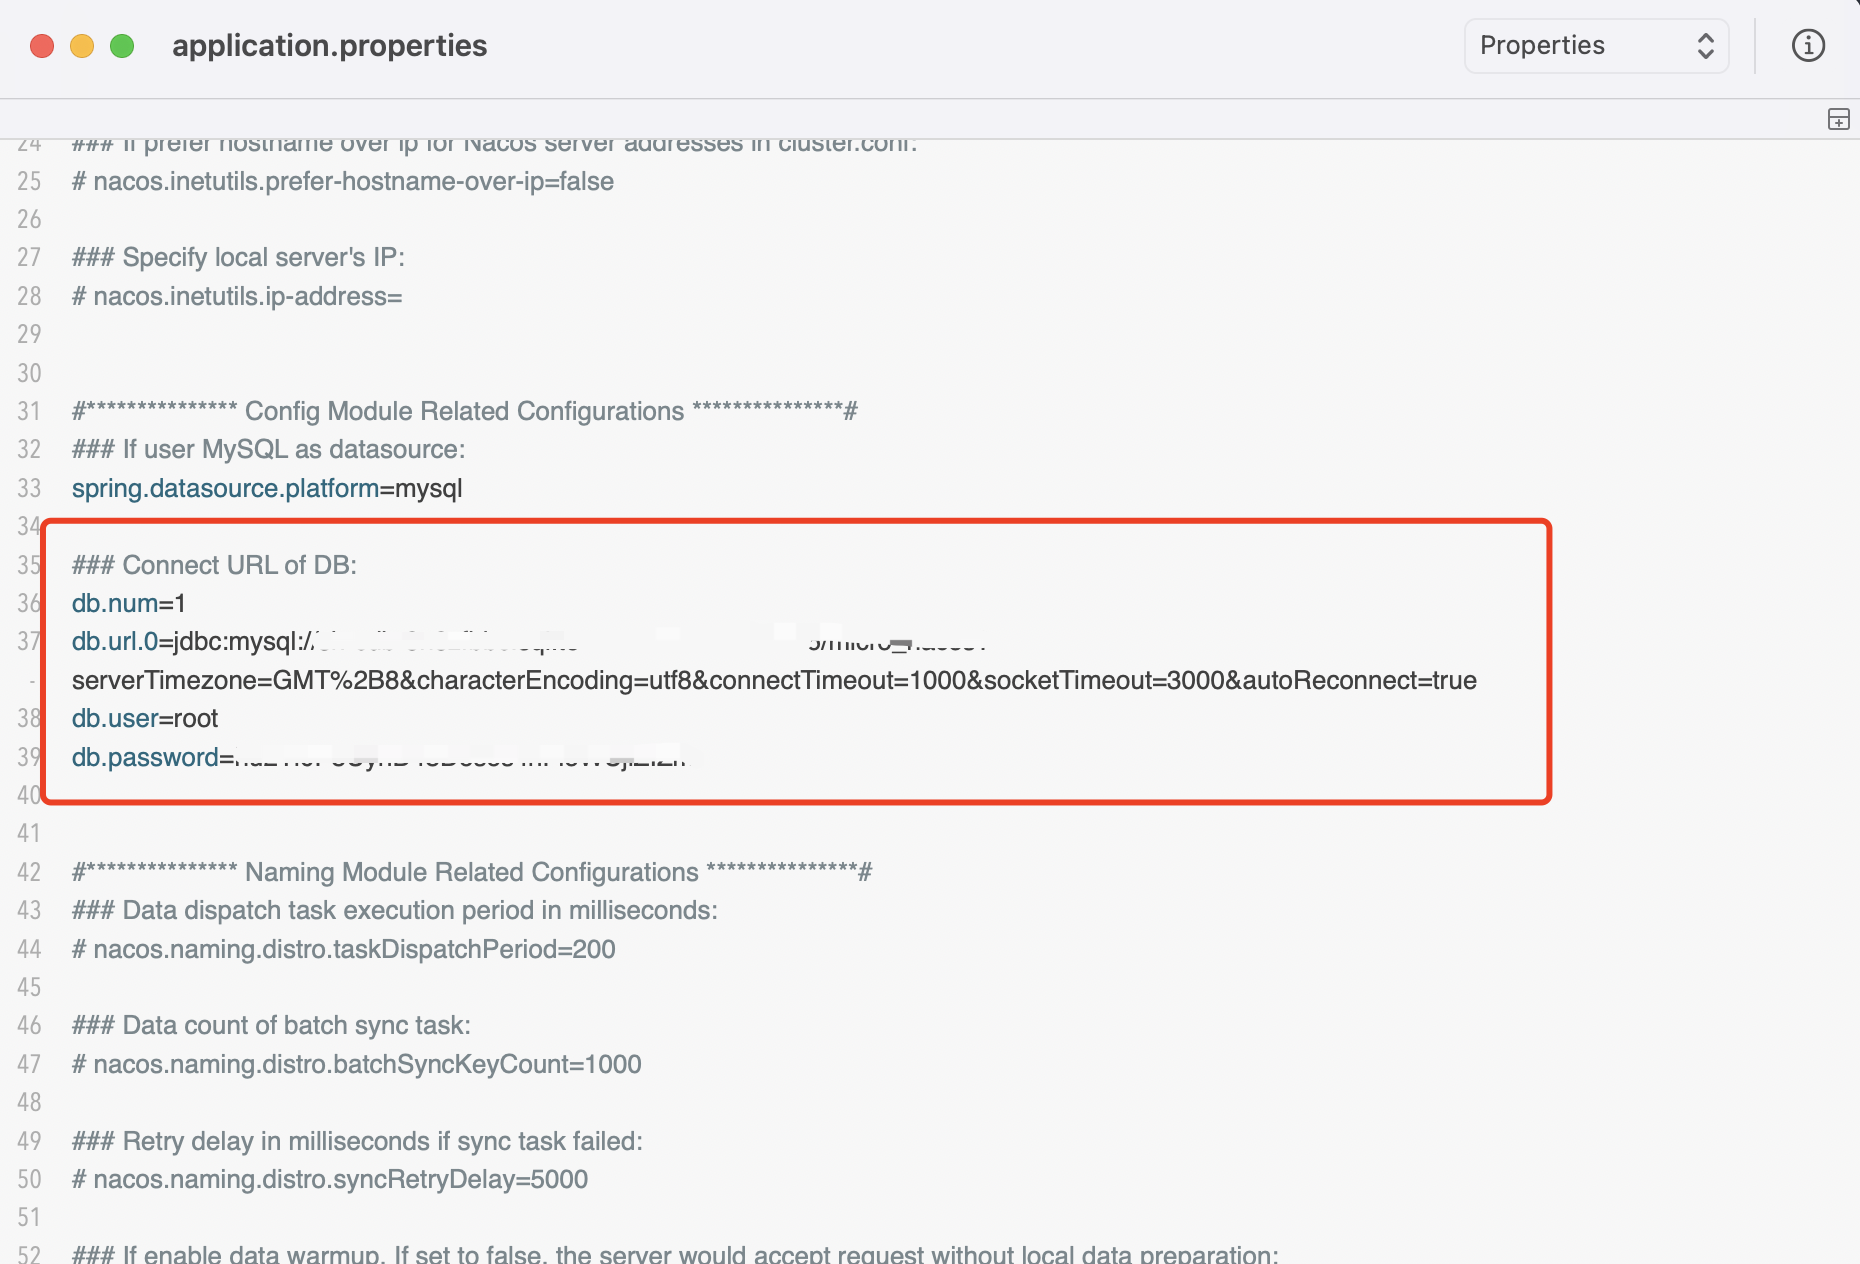 application.properties
Properties
24 ### If prefer hostname over ip for Nacos server addresses in cluster.conf:
25 # nacos.inetutils.prefer-hostname-over-ip=false
26
27 ### Specify local server's IP:
28 # nacos.inetutils.ip-address=
29
30
31 #*************** Config Module Related Configurations ***************#
32 ### If user MySQL as datasource:
33 spring.datasource.platform=mysql
34
35 ### Connect URL of DB:
36 db.num=1
37 db.url.0=jdbc:mysql://
- serverTimezone=GMT%2B8&characterEncoding=utf8&connectTimeout=1000&socketTimeout=3000&autoReconnect=true
38 db.user=root
39 db.password=
40
41
42 #*************** Naming Module Related Configurations ***************#
43 ### Data dispatch task execution period in milliseconds:
44 # nacos.naming.distro.taskDispatchPeriod=200
45
46 ### Data count of batch sync task:
47 # nacos.naming.distro.batchSyncKeyCount=1000
48
49 ### Retry delay in milliseconds if sync task failed:
50 # nacos.naming.distro.syncRetryDelay=5000
51
52 ### If enable data warmup. If set to false, the server would accept request without local data preparation: